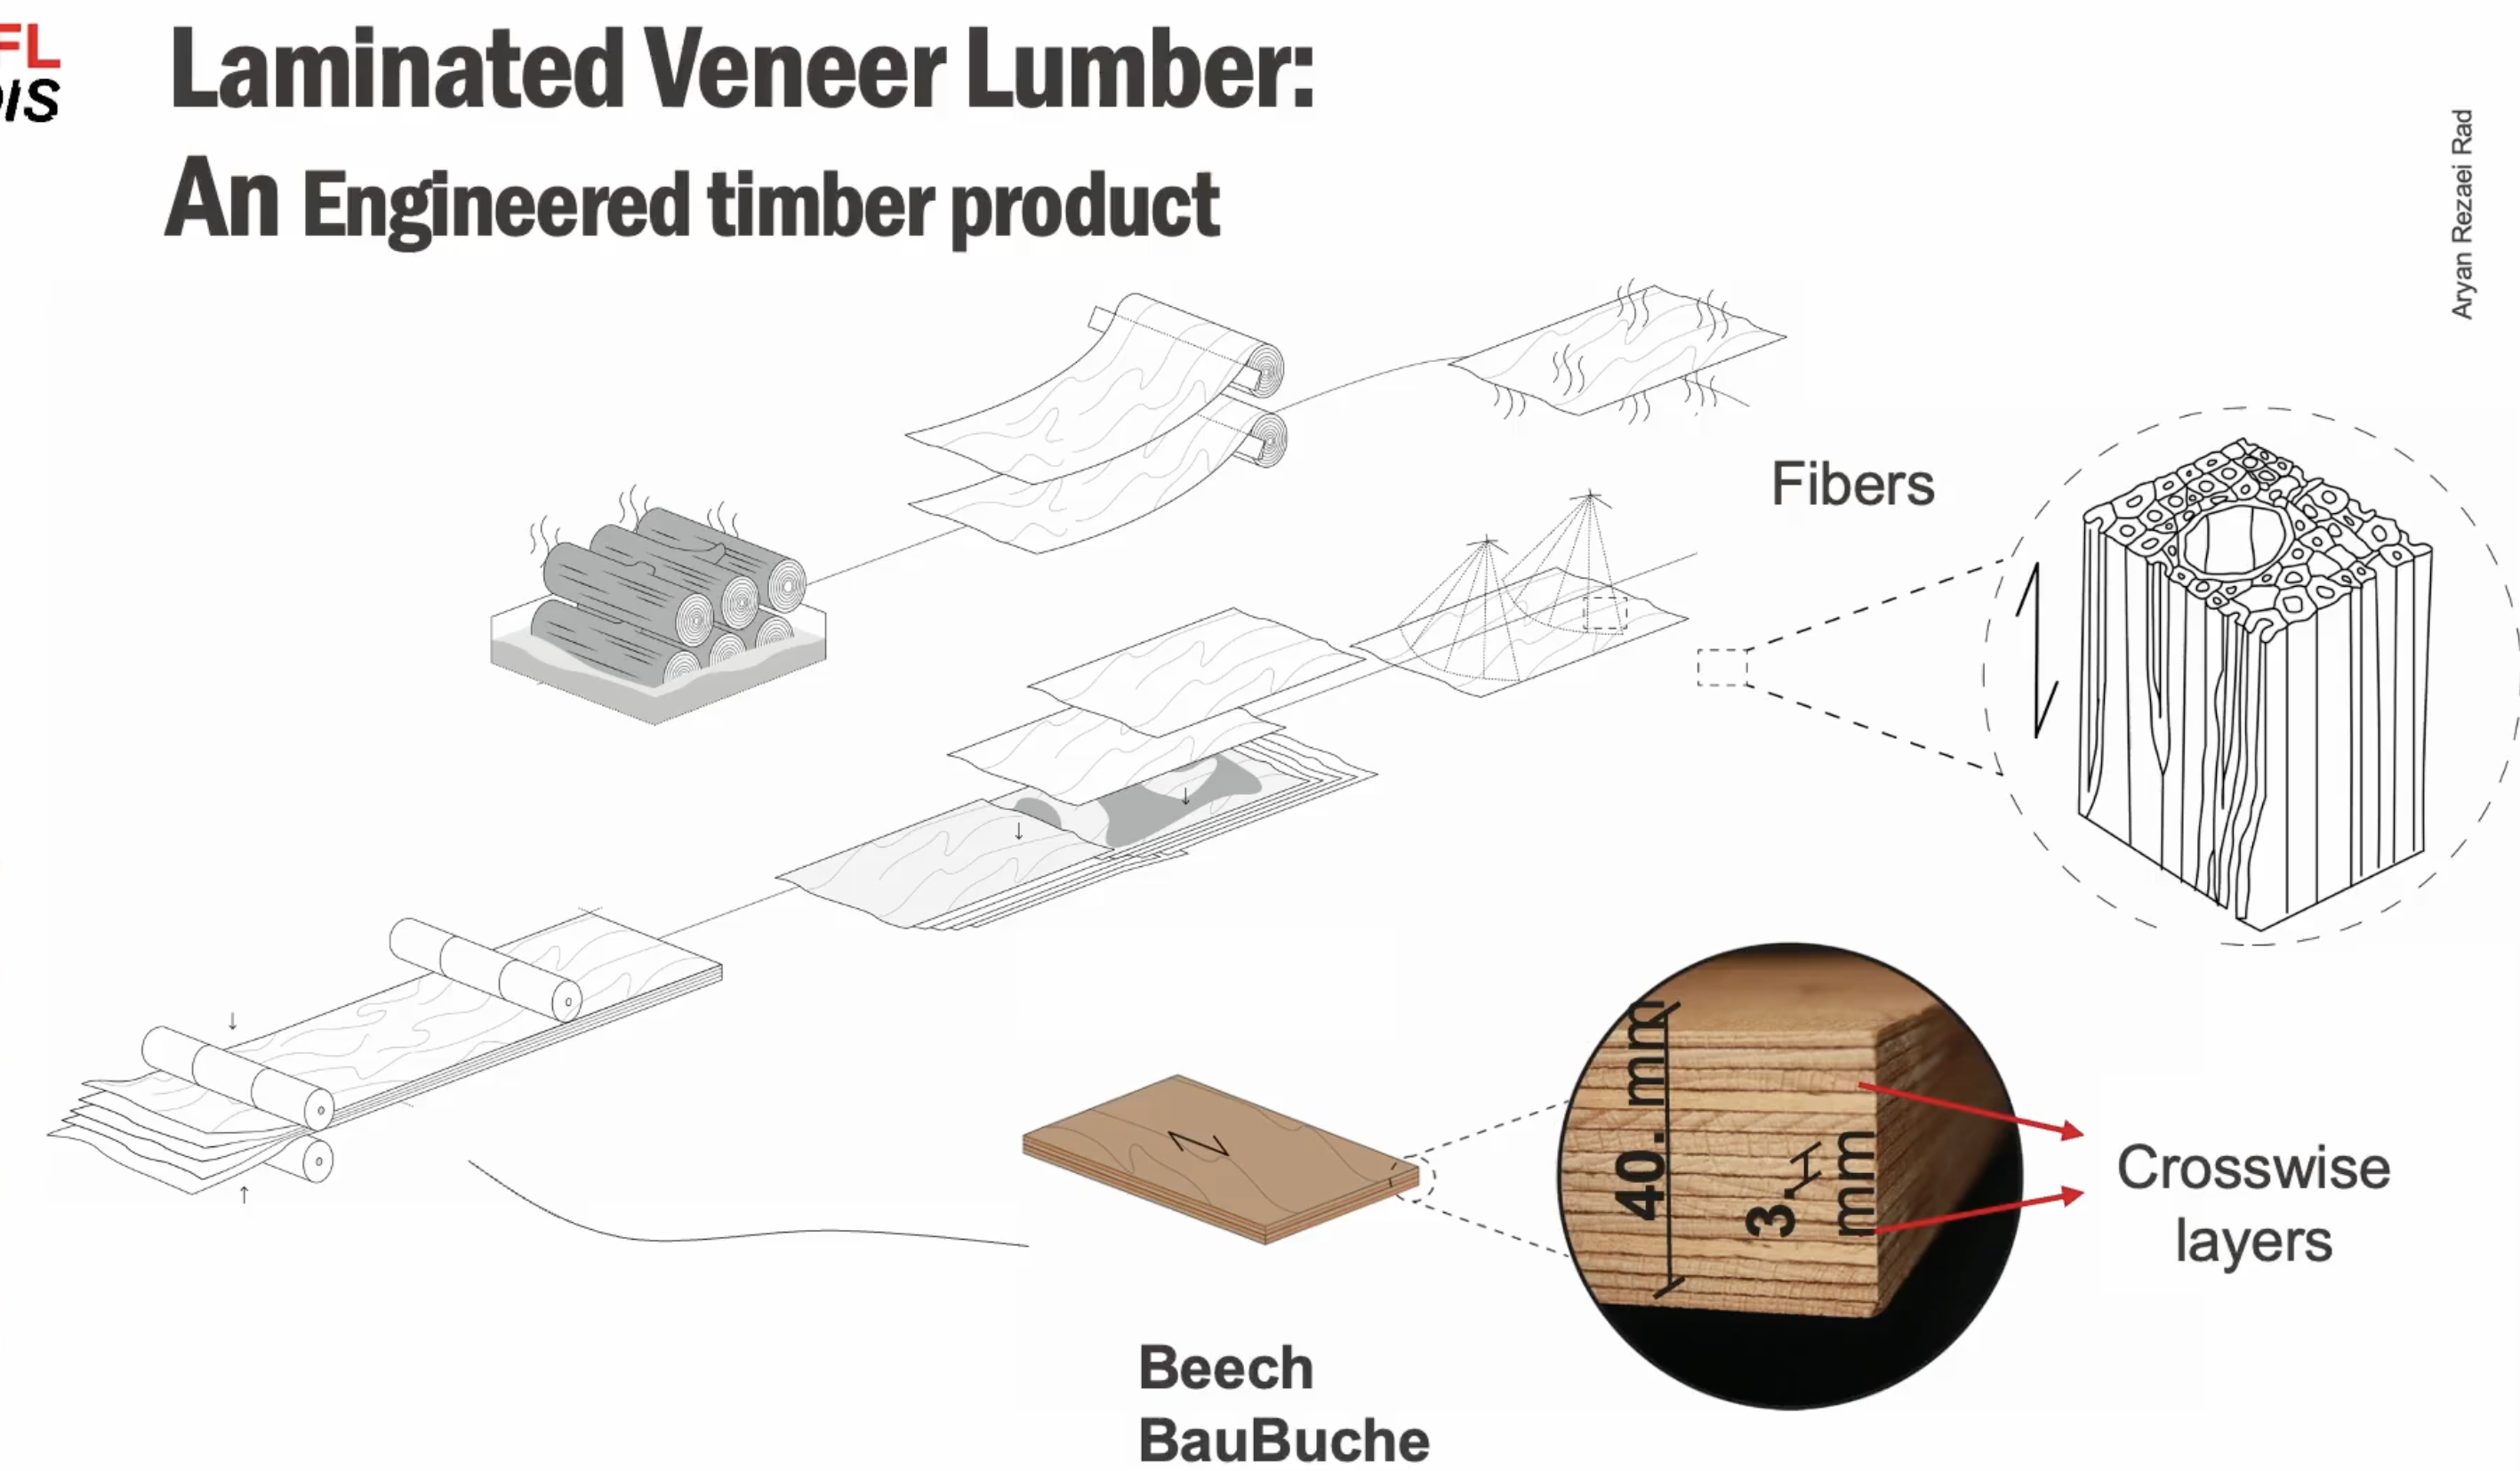 FL
Laminated Veneer Lumber:
An Engineered timber product
Aryan Rezaei Rad
Fibers
40. mm
3. mm
Crosswise
layers
Beech
BauBuche